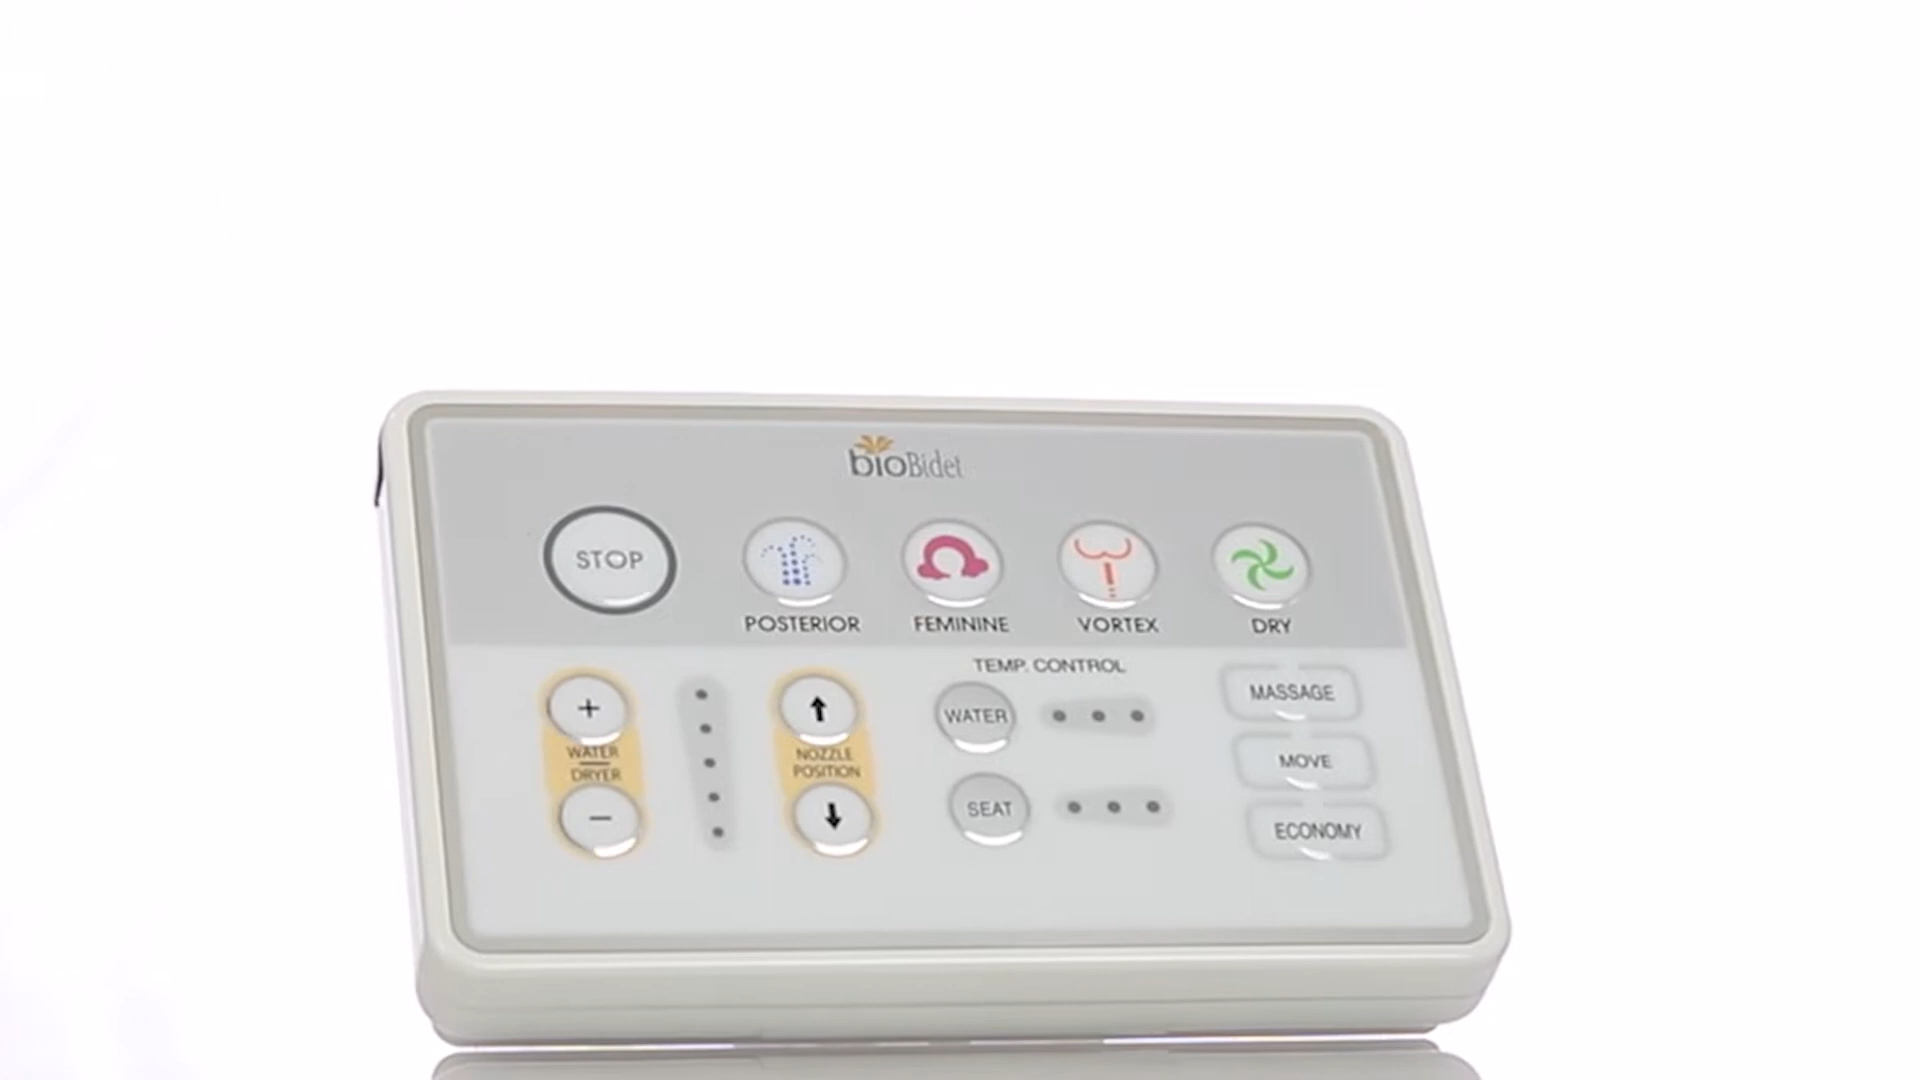 bioBidet
STOP
POSTERIOR
FEMININE
VORTEX
DRY
TEMP. CONTROL
+
WATER
DRYER
−
NOZZLE
POSITION
WATER
SEAT
MASSAGE
MOVE
ECONOMY